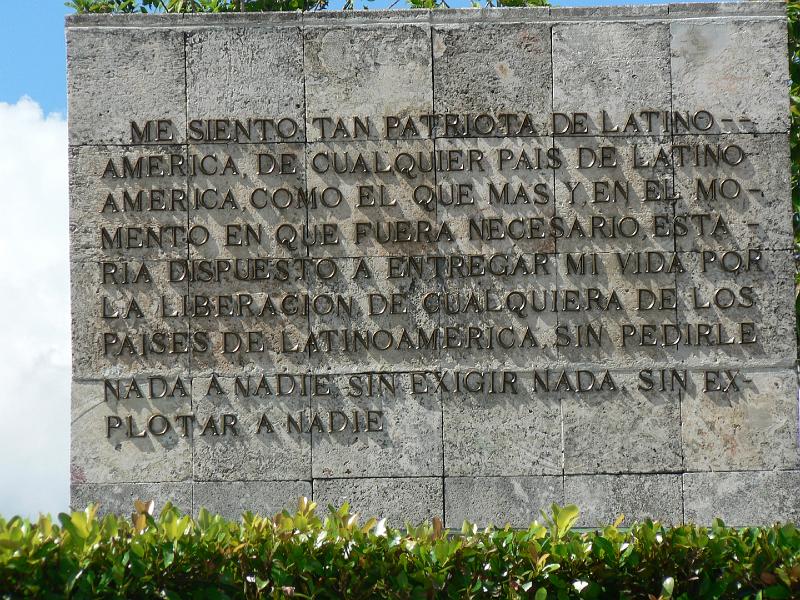 ME SIENTO TAN PATRIOTA DE LATINO--
AMERICA, DE CUALQUIER PAIS DE LATINO
AMERICA, COMO EL QUE MAS Y, EN EL MO-
MENTO EN QUE FUERA NECESARIO, ESTA-
RIA DISPUESTO A ENTREGAR MI VIDA POR
LA LIBERACION DE CUALQUIERA DE LOS
PAISES DE LATINOAMERICA, SIN PEDIRLE
NADA A NADIE, SIN EXIGIR NADA, SIN EX-
PLOTAR A NADIE